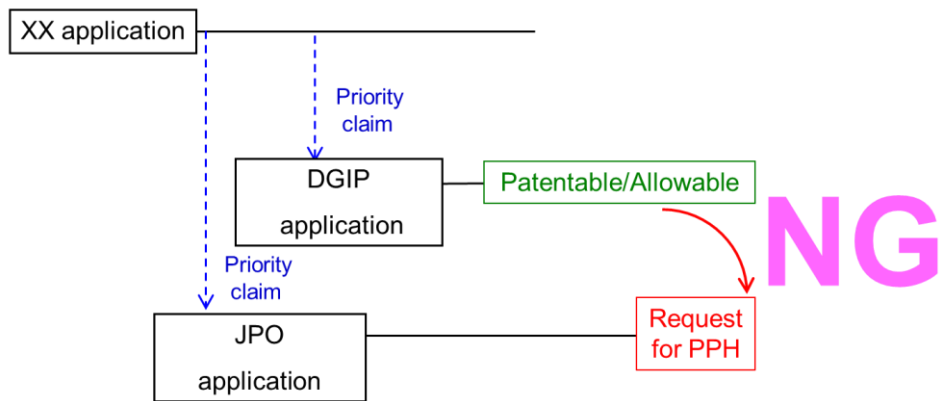 XX application
Priority
claim
DGIP
application
Patentable/Allowable
NG
Priority
claim
JPO
application
Request
for PPH